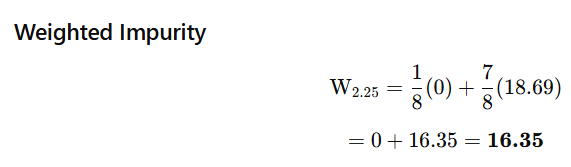 Weighted Impurity
W₂.₂₅ = 1/8(0) + 7/8(18.69)
= 0 + 16.35 = 16.35